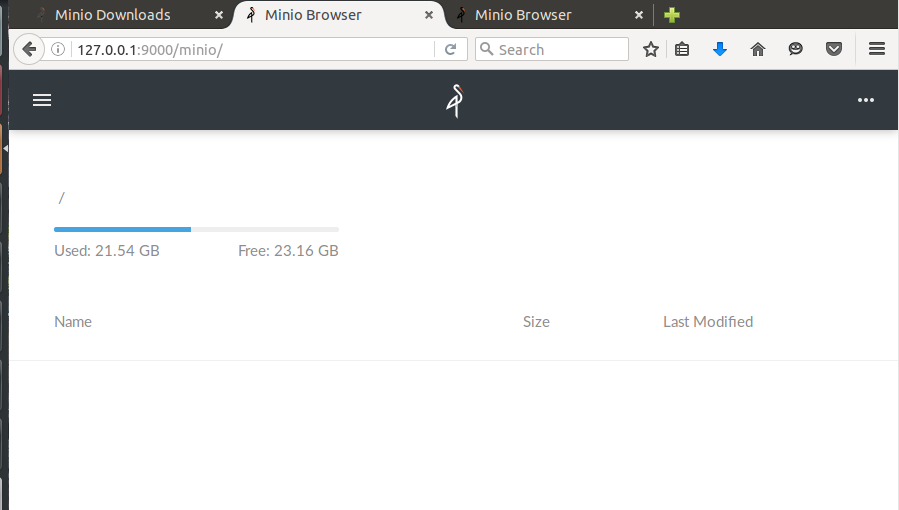 Minio Downloads
Minio Browser
Minio Browser
127.0.0.1:9000/minio/
Search
/
Used: 21.54 GB
Free: 23.16 GB
Name
Size
Last Modified